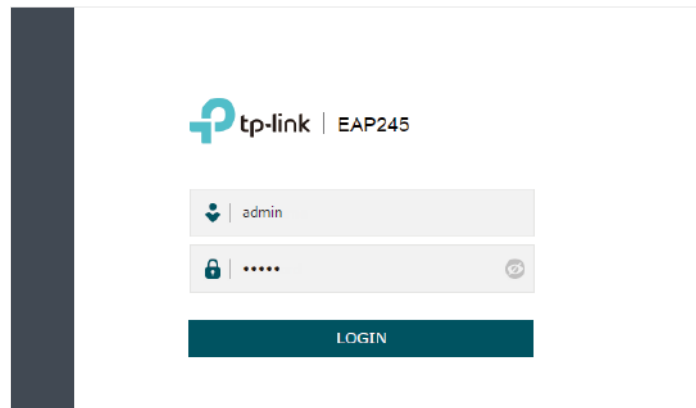 tp-link | EAP245
admin
•••••
LOGIN